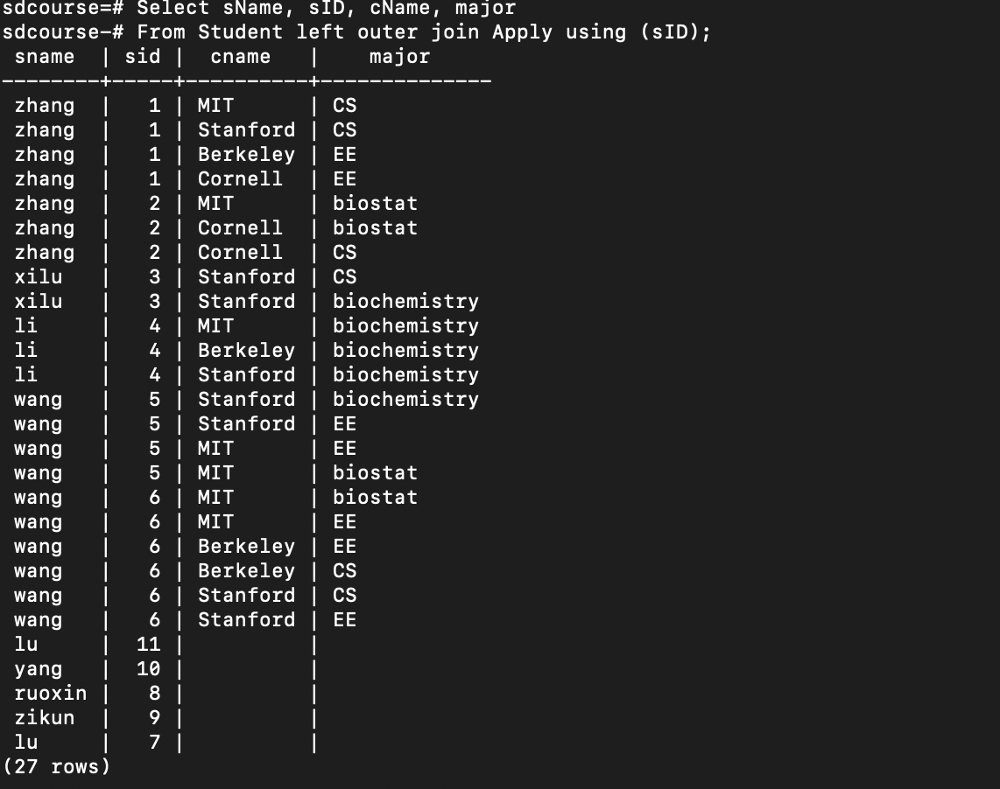 sdcourse=# Select sName, sID, cName, major
sdcourse-# From Student left outer join Apply using (sID);
 sname  | sid |  cname   |    major
--------+-----+----------+--------------
 zhang  |   1 | MIT      | CS
 zhang  |   1 | Stanford | CS
 zhang  |   1 | Berkeley | EE
 zhang  |   1 | Cornell  | EE
 zhang  |   2 | MIT      | biostat
 zhang  |   2 | Cornell  | biostat
 zhang  |   2 | Cornell  | CS
 xilu   |   3 | Stanford | CS
 xilu   |   3 | Stanford | biochemistry
 li     |   4 | MIT      | biochemistry
 li     |   4 | Berkeley | biochemistry
 li     |   4 | Stanford | biochemistry
 wang   |   5 | Stanford | biochemistry
 wang   |   5 | Stanford | EE
 wang   |   5 | MIT      | EE
 wang   |   5 | MIT      | biostat
 wang   |   6 | MIT      | biostat
 wang   |   6 | MIT      | EE
 wang   |   6 | Berkeley | EE
 wang   |   6 | Berkeley | CS
 wang   |   6 | Stanford | CS
 wang   |   6 | Stanford | EE
 lu     |  11 |          |
 yang   |  10 |          |
 ruoxin |   8 |          |
 zikun  |   9 |          |
 lu     |   7 |          |
(27 rows)